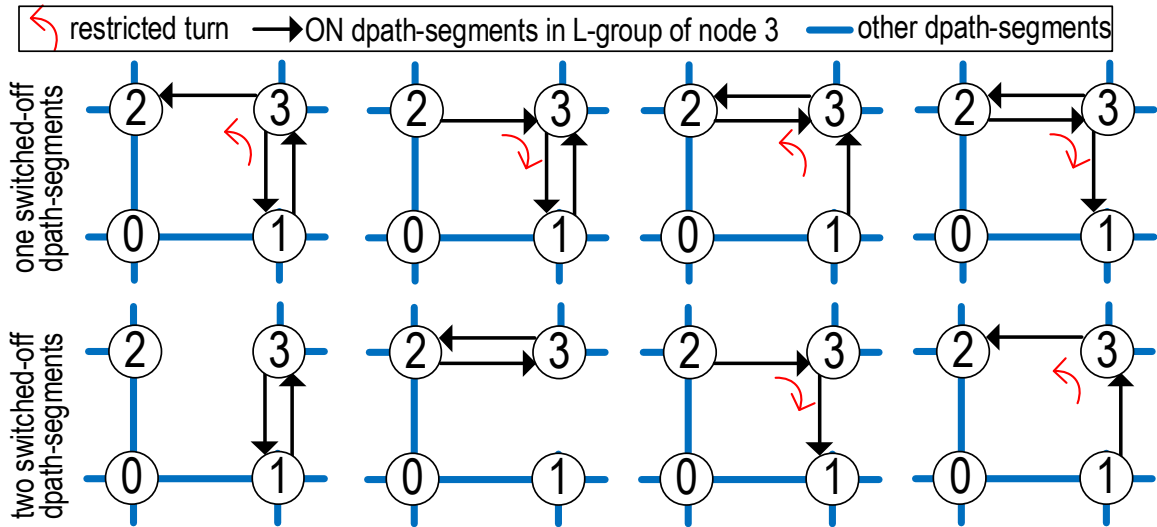 restricted turn ON dpath-segments in L-group of node 3 other dpath-segments
one switched-off
dpath-segments
2 3 2 3 2 3 2 3
0 1 0 1 0 1 0 1
two switched-off
dpath-segments
2 3 2 3 2 3 2 3
0 1 0 1 0 1 0 1